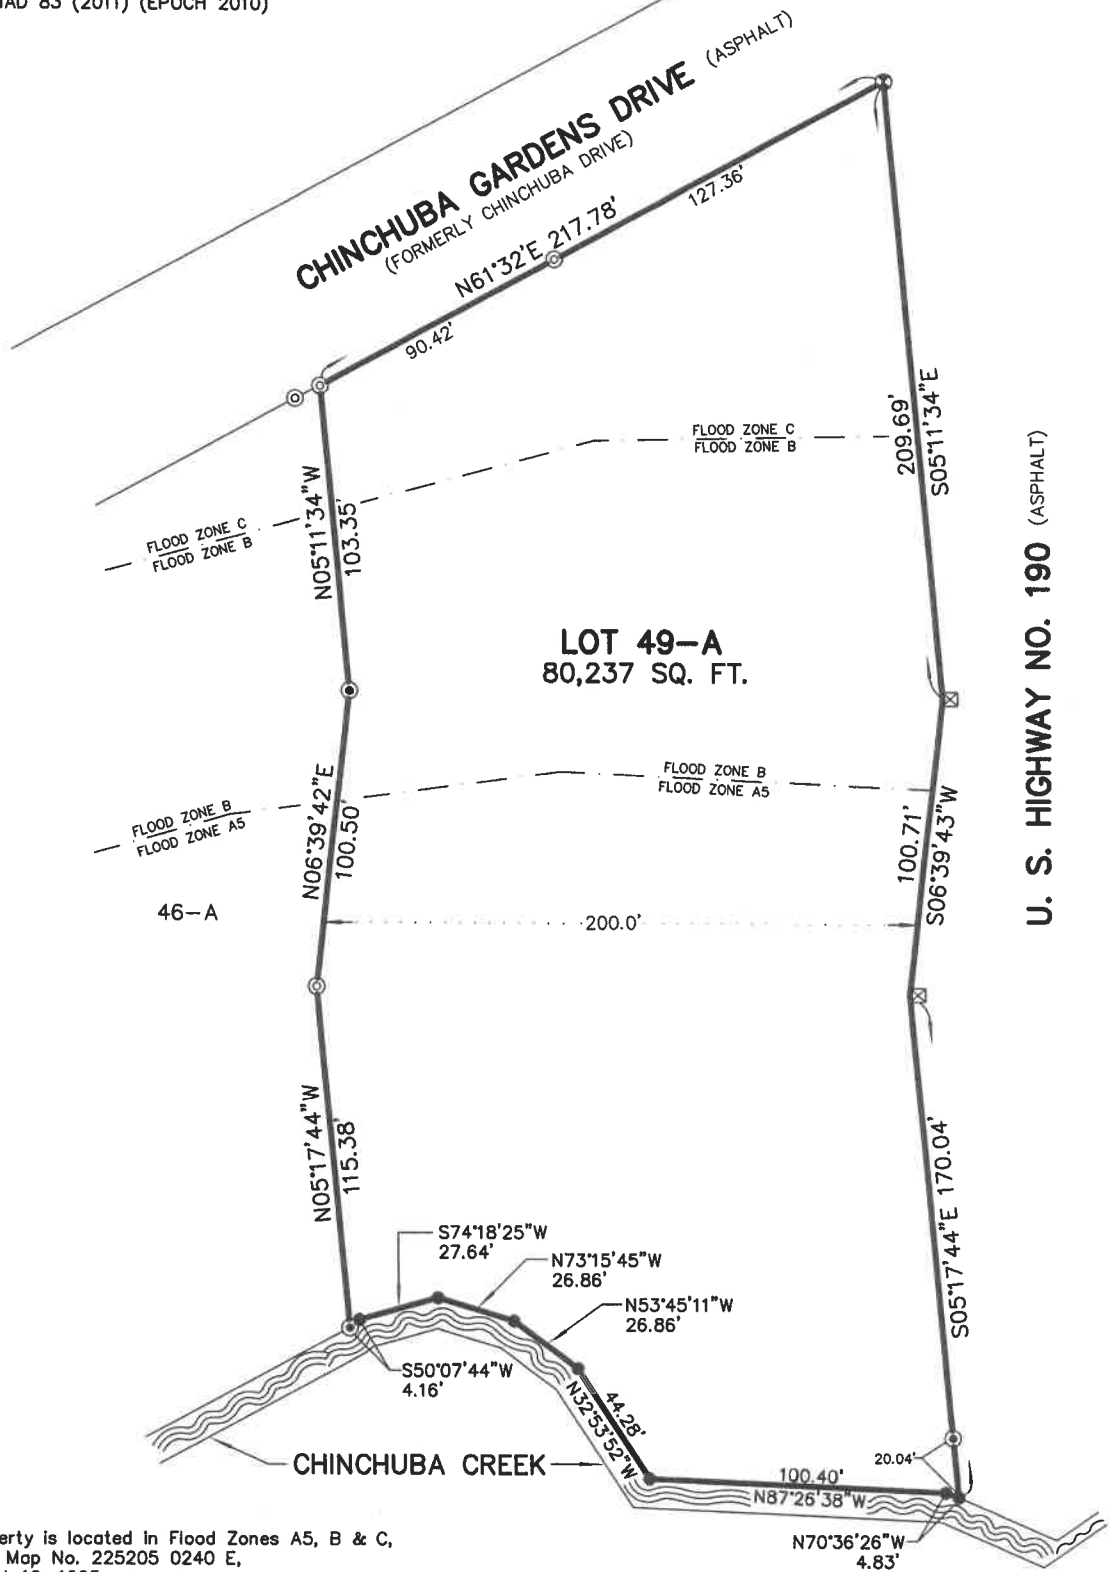 NAD 83 (2011) (EPOCH 2010)
CHINCHUBA GARDENS DRIVE (ASPHALT)
(FORMERLY CHINCHUBA DRIVE)
N61°32'E 217.78'
127.36'
90.42'
FLOOD ZONE C
FLOOD ZONE B
209.69'
S05°11'34"E
N05°11'34"W
103.35'
FLOOD ZONE C
FLOOD ZONE B
U. S. HIGHWAY NO. 190 (ASPHALT)
LOT 49-A
80,237 SQ. FT.
FLOOD ZONE B
FLOOD ZONE A5
FLOOD ZONE B
FLOOD ZONE A5
N06°39'42"E
100.50'
100.71'
S06°39'43"W
46-A
200.0'
N05°17'44"W
115.38'
S05°17'44"E 170.04'
S74°18'25"W
27.64'
N73°15'45"W
26.86'
N53°45'11"W
26.86'
S50°07'44"W
4.16'
44.28'
N32°53'52"W
CHINCHUBA CREEK
20.04'
100.40'
N87°26'38"W
N70°36'26"W
4.83'
erty is located in Flood Zones A5, B & C,
Map No. 225205 0240 E,